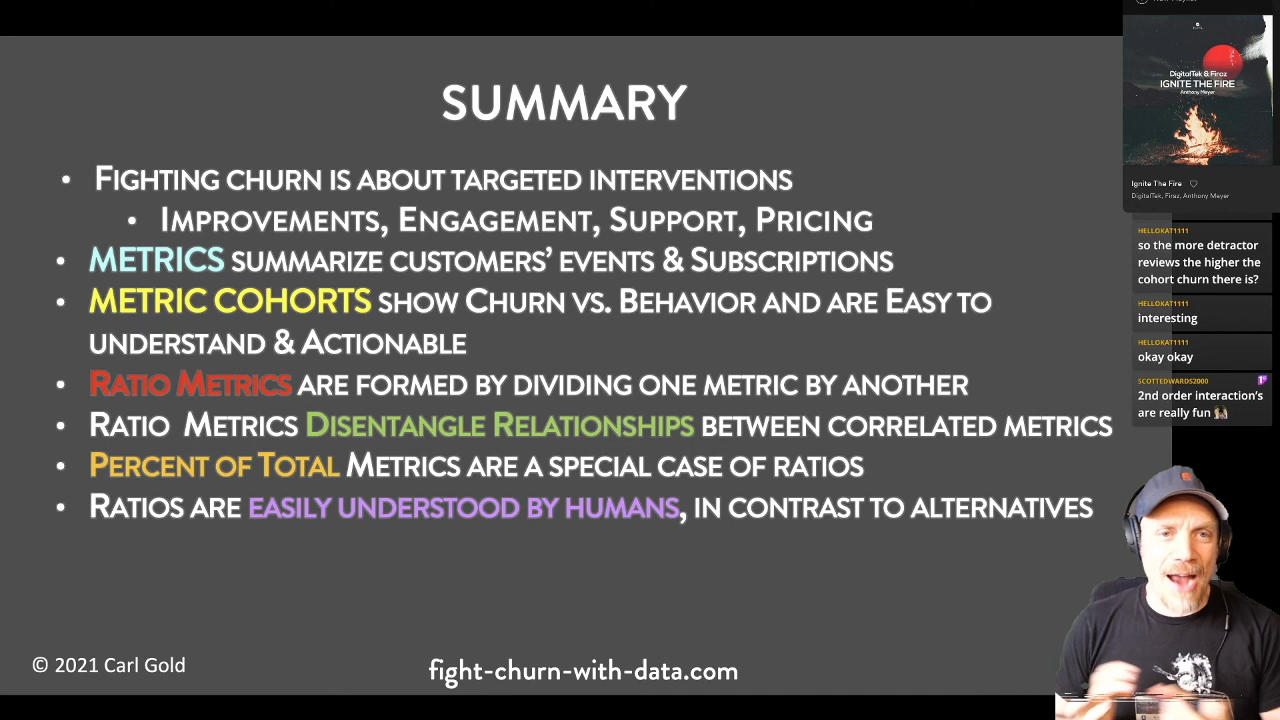 SUMMARY
• FIGHTING CHURN IS ABOUT TARGETED INTERVENTIONS
• IMPROVEMENTS, ENGAGEMENT, SUPPORT, PRICING
• METRICS SUMMARIZE CUSTOMERS' EVENTS & SUBSCRIPTIONS
• METRIC COHORTS SHOW CHURN VS. BEHAVIOR AND ARE EASY TO
UNDERSTAND & ACTIONABLE
• RATIO METRICS ARE FORMED BY DIVIDING ONE METRIC BY ANOTHER
• RATIO METRICS DISENTANGLE RELATIONSHIPS BETWEEN CORRELATED METRICS
• PERCENT OF TOTAL METRICS ARE A SPECIAL CASE OF RATIOS
• RATIOS ARE EASILY UNDERSTOOD BY HUMANS, IN CONTRAST TO ALTERNATIVES
© 2021 Carl Gold
fight-churn-with-data.com
DigitalTek & Firaz
IGNITE THE FIRE
Anthony Meyer
Ignite The Fire
DigitalTek, Firaz, Anthony Meyer
HELLOKAT1111
so the more detractor
reviews the higher the
cohort churn there is?
HELLOKAT1111
interesting
HELLOKAT1111
okay okay
SCOTTEDWARDS2000
2nd order interaction's
are really fun